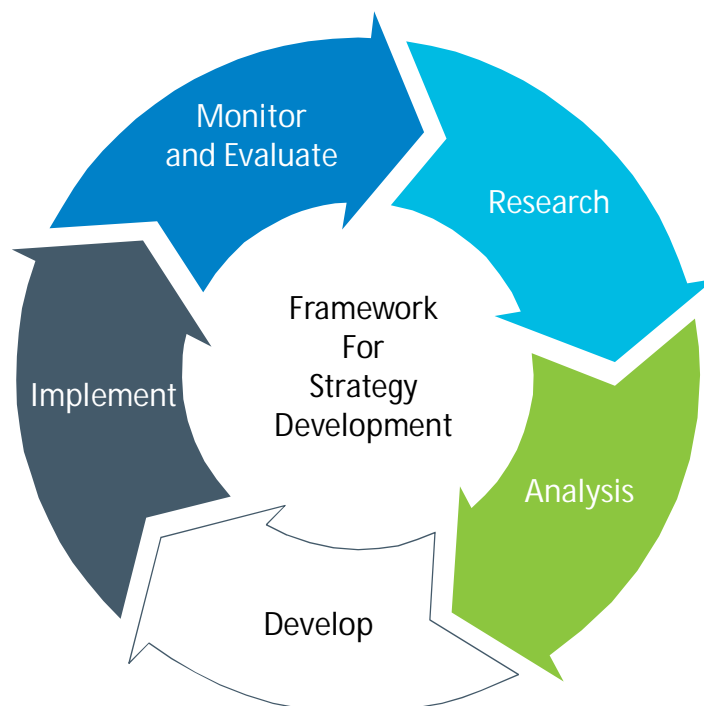 Monitor
and Evaluate
Research
Framework
For
Strategy
Development
Implement
Analysis
Develop